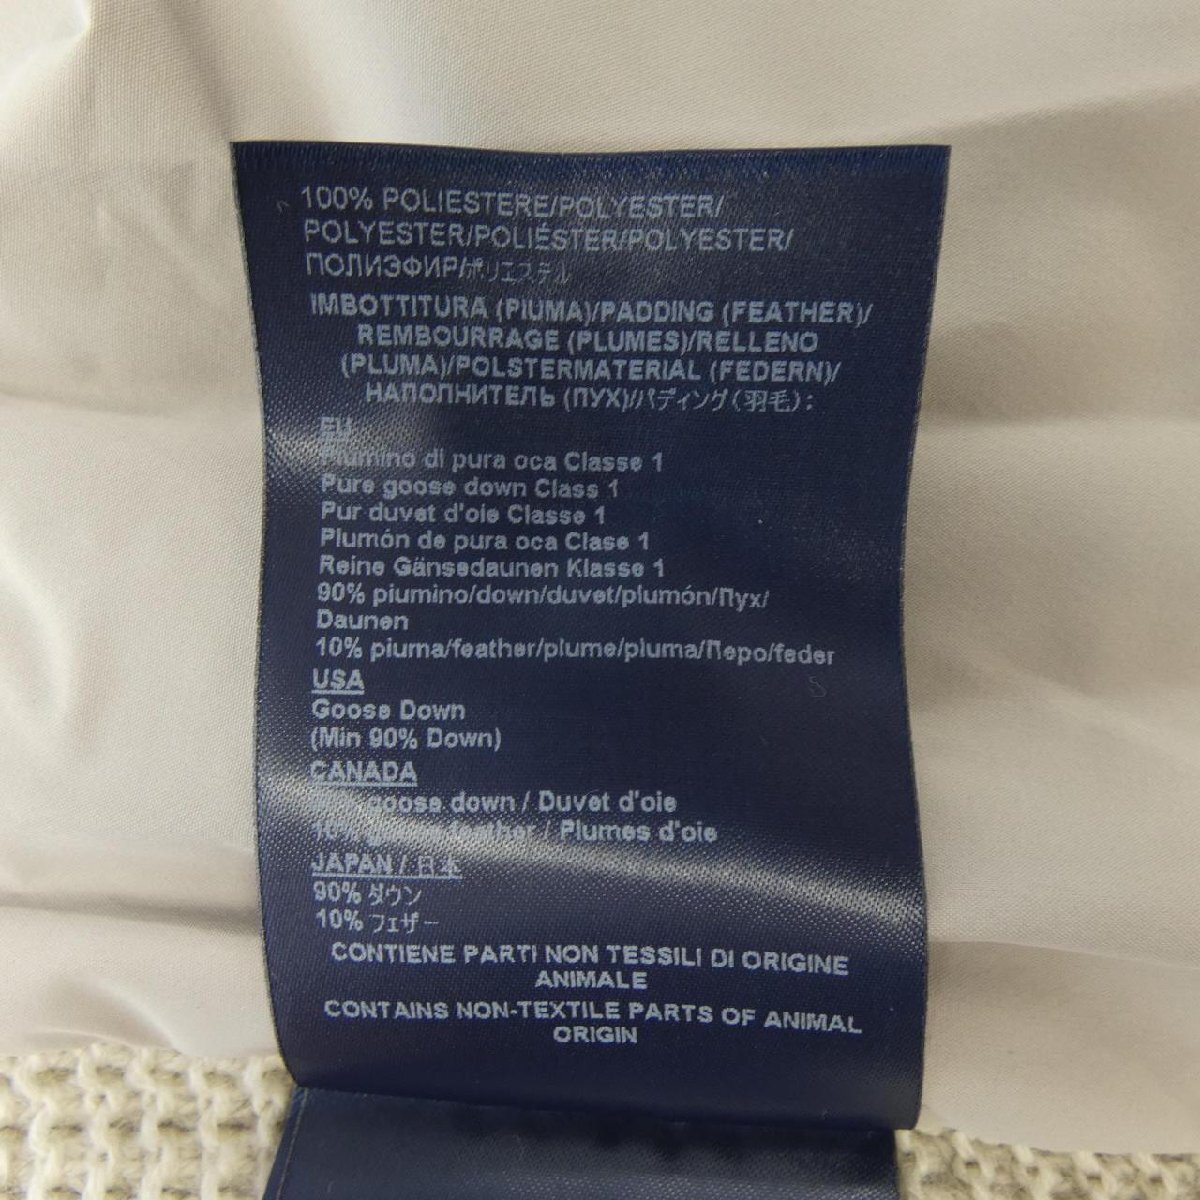 100% POLIESTERE/POLYESTER/
POLYESTER/POLIÉSTER/POLYESTER/
ПОЛИЭФИР/ポリエステル
IMBOTTITURA (PIUMA)/PADDING (FEATHER)/
REMBOURRAGE (PLUMES)/RELLENO
(PLUMA)/POLSTERMATERIAL (FEDERN)/
НАПОЛНИТЕЛЬ (ПУХ)/パディング(羽毛):
EU
Piumino di pura oca Classe 1
Pure goose down Class 1
Pur duvet d'oie Classe 1
Plumón de pura oca Clase 1
Reine Gänsedaunen Klasse 1
90% piumino/down/duvet/plumón/Пух/
Daunen
10% piuma/feather/plume/pluma/Перо/feder
USA
Goose Down
(Min 90% Down)
CANADA
goose down / Duvet d'oie
10% feather / Plumes d'oie
JAPAN / 日本
90% ダウン
10% フェザー
CONTIENE PARTI NON TESSILI DI ORIGINE
ANIMALE
CONTAINS NON-TEXTILE PARTS OF ANIMAL
ORIGIN